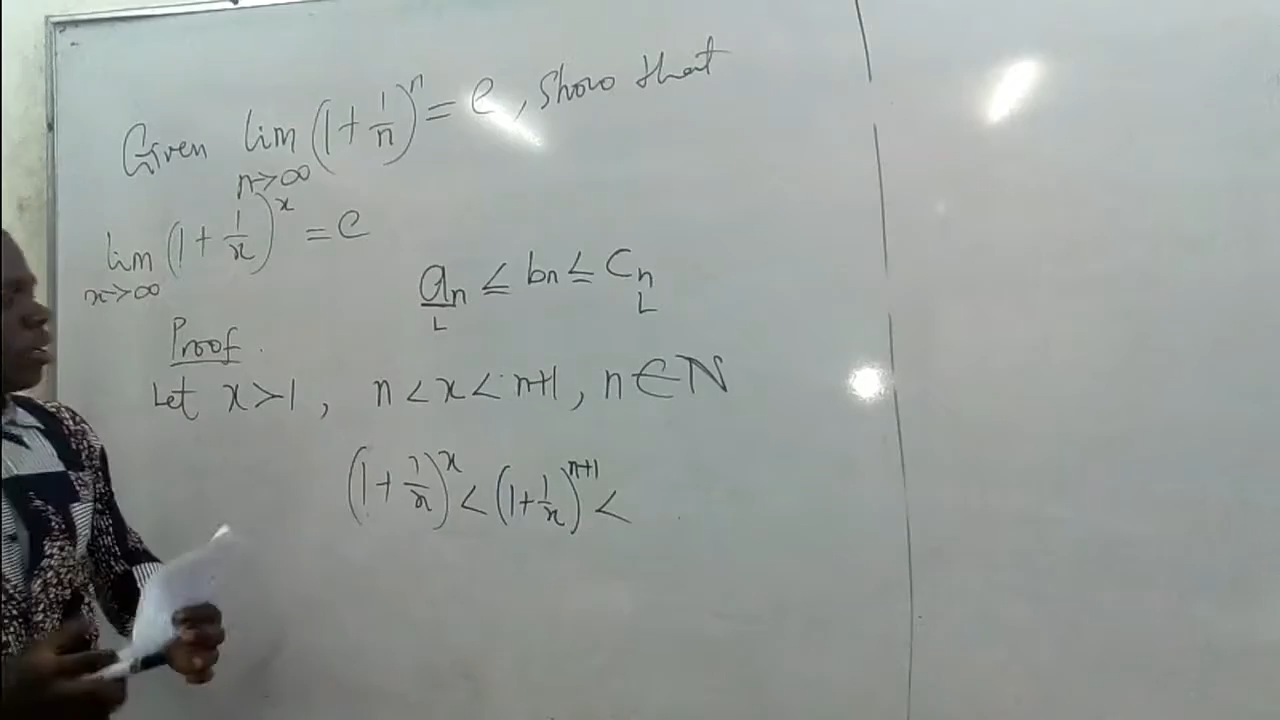 Given lim (1 + 1/n)^n = e, show that
n→∞
lim (1 + 1/x)^x = e
x→∞
a_n ≤ b_n ≤ C_n
L L
Proof.
Let x > 1, n < x < n+1, n ∈ N
(1 + 1/x)^x < (1 + 1/x)^n+1 <